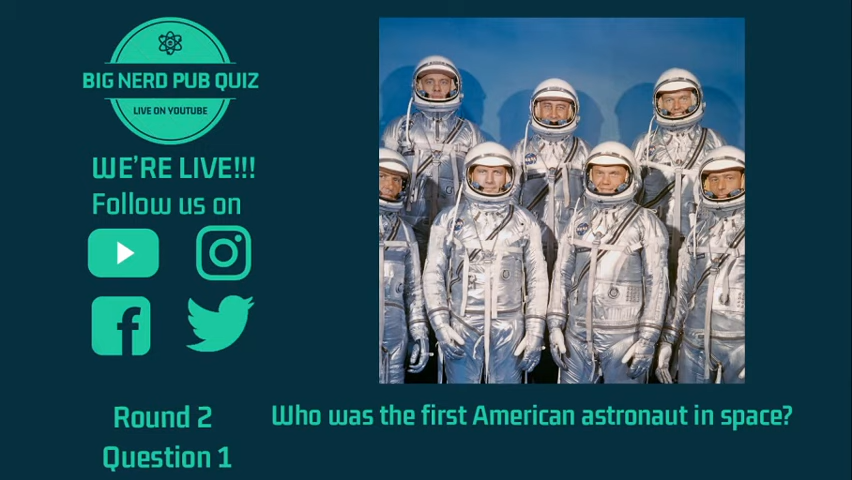 BIG NERD PUB QUIZ
LIVE ON YOUTUBE
WE'RE LIVE!!!
Follow us on
Round 2
Question 1
Who was the first American astronaut in space?